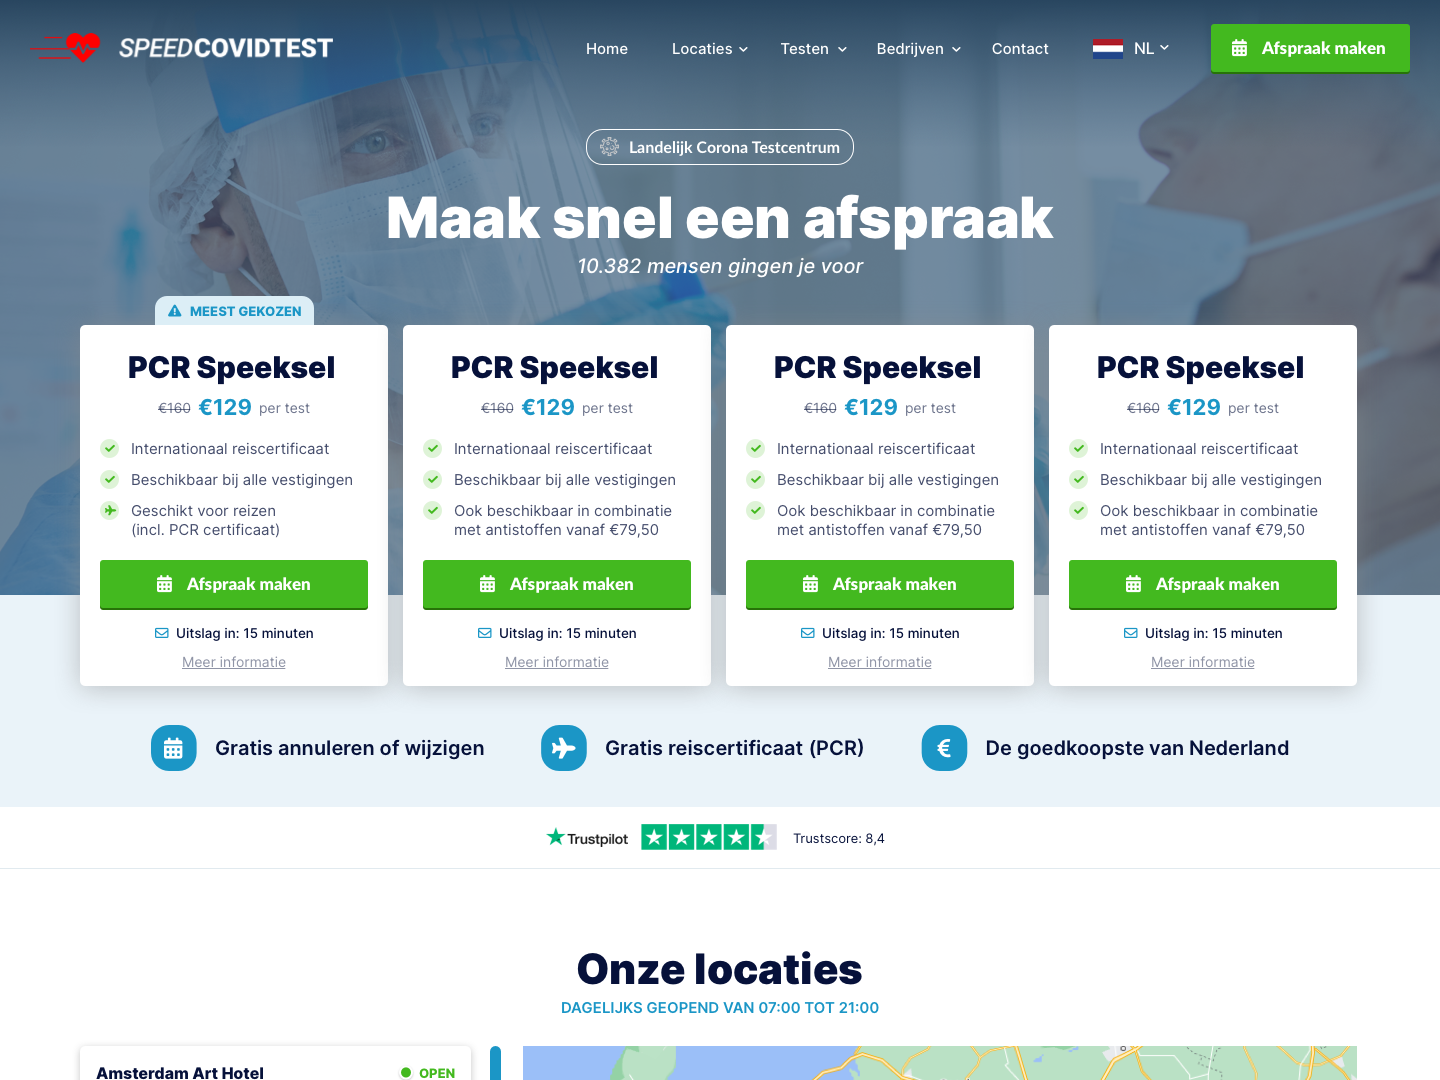 SPEEDCOVIDTEST
Home
Locaties
Testen
Bedrijven
Contact
NL
Afspraak maken
Landelijk Corona Testcentrum
Maak snel een afspraak
10.382 mensen gingen je voor
MEEST GEKOZEN
PCR Speeksel
€160 €129 per test
Internationaal reiscertificaat
Beschikbaar bij alle vestigingen
Geschikt voor reizen
(incl. PCR certificaat)
Afspraak maken
Uitslag in: 15 minuten
Meer informatie
PCR Speeksel
€160 €129 per test
Internationaal reiscertificaat
Beschikbaar bij alle vestigingen
Ook beschikbaar in combinatie
met antistoffen vanaf €79,50
Afspraak maken
Uitslag in: 15 minuten
Meer informatie
PCR Speeksel
€160 €129 per test
Internationaal reiscertificaat
Beschikbaar bij alle vestigingen
Ook beschikbaar in combinatie
met antistoffen vanaf €79,50
Afspraak maken
Uitslag in: 15 minuten
Meer informatie
PCR Speeksel
€160 €129 per test
Internationaal reiscertificaat
Beschikbaar bij alle vestigingen
Ook beschikbaar in combinatie
met antistoffen vanaf €79,50
Afspraak maken
Uitslag in: 15 minuten
Meer informatie
Gratis annuleren of wijzigen
Gratis reiscertificaat (PCR)
De goedkoopste van Nederland
Trustpilot
Trustscore: 8,4
Onze locaties
DAGELIJKS GEOPEND VAN 07:00 TOT 21:00
Amsterdam Art Hotel
OPEN